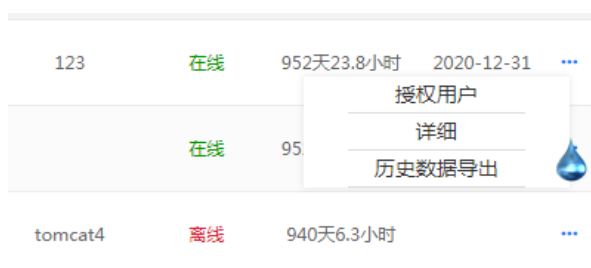 123 在线 952天23.8小时 2020-12-31 ···
授权用户
详细
在线 95
历史数据导出
tomcat4 离线 940天6.3小时 ···